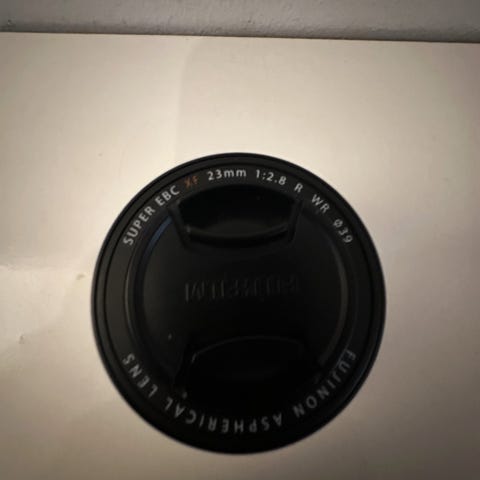 SUPER EBC XF 23mm 1:2.8 R WR ø39
FUJIFILM
FUJINON ASPHERICAL LENS